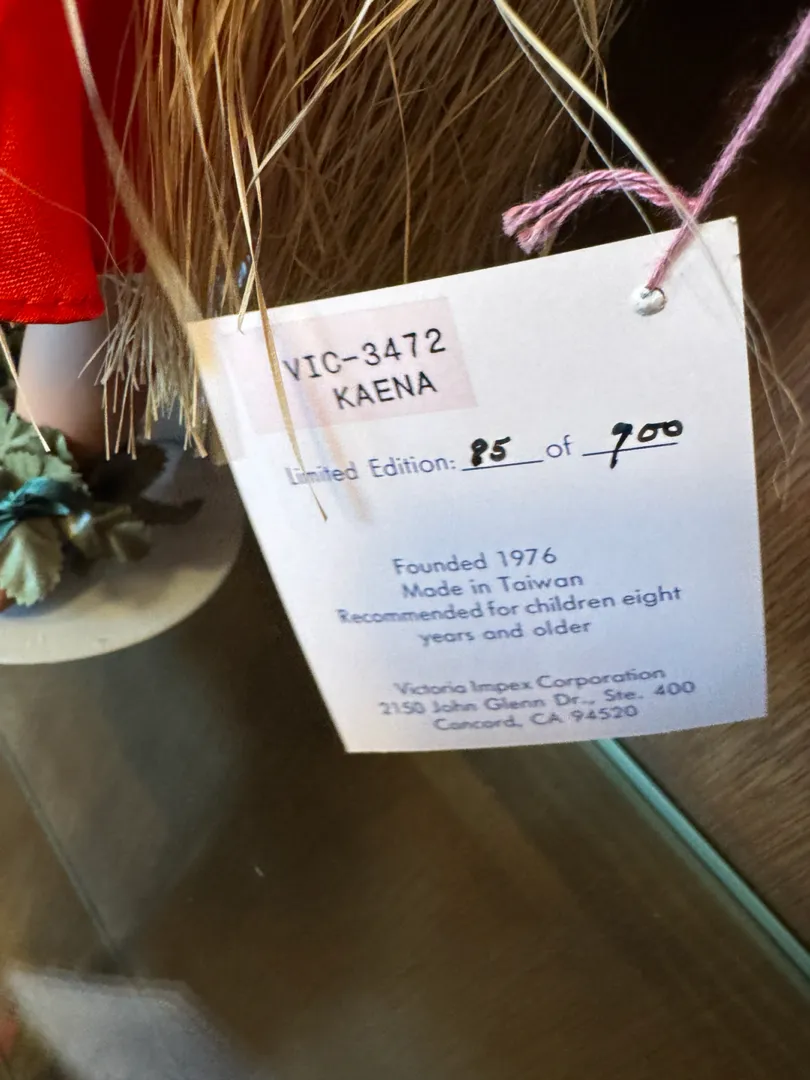 VIC-3472
KAENA
Limited Edition: 85 of 900
Founded 1976
Made in Taiwan
Recommended for children eight
years and older
Victoria Impex Corporation
2150 John Glenn Dr., Ste. 400
Concord, CA 94520